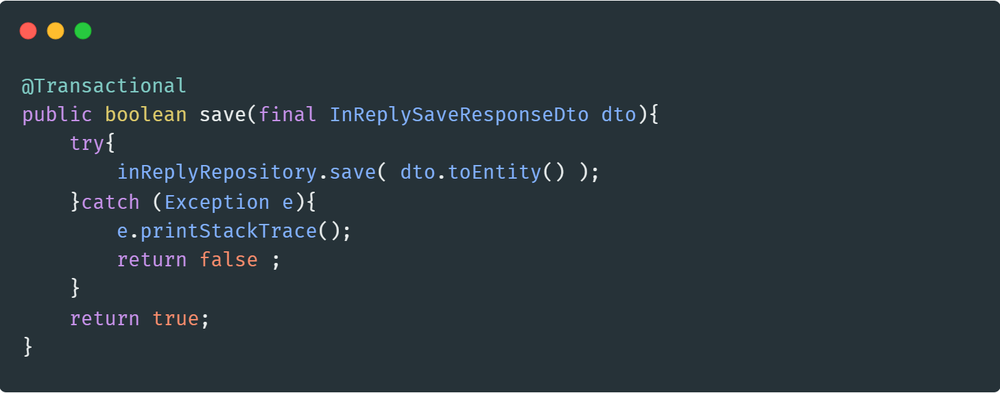 @Transactional
public boolean save(final InReplySaveResponseDto dto){
    try{
        inReplyRepository.save( dto.toEntity() );
    }catch (Exception e){
        e.printStackTrace();
        return false ;
    }
    return true;
}